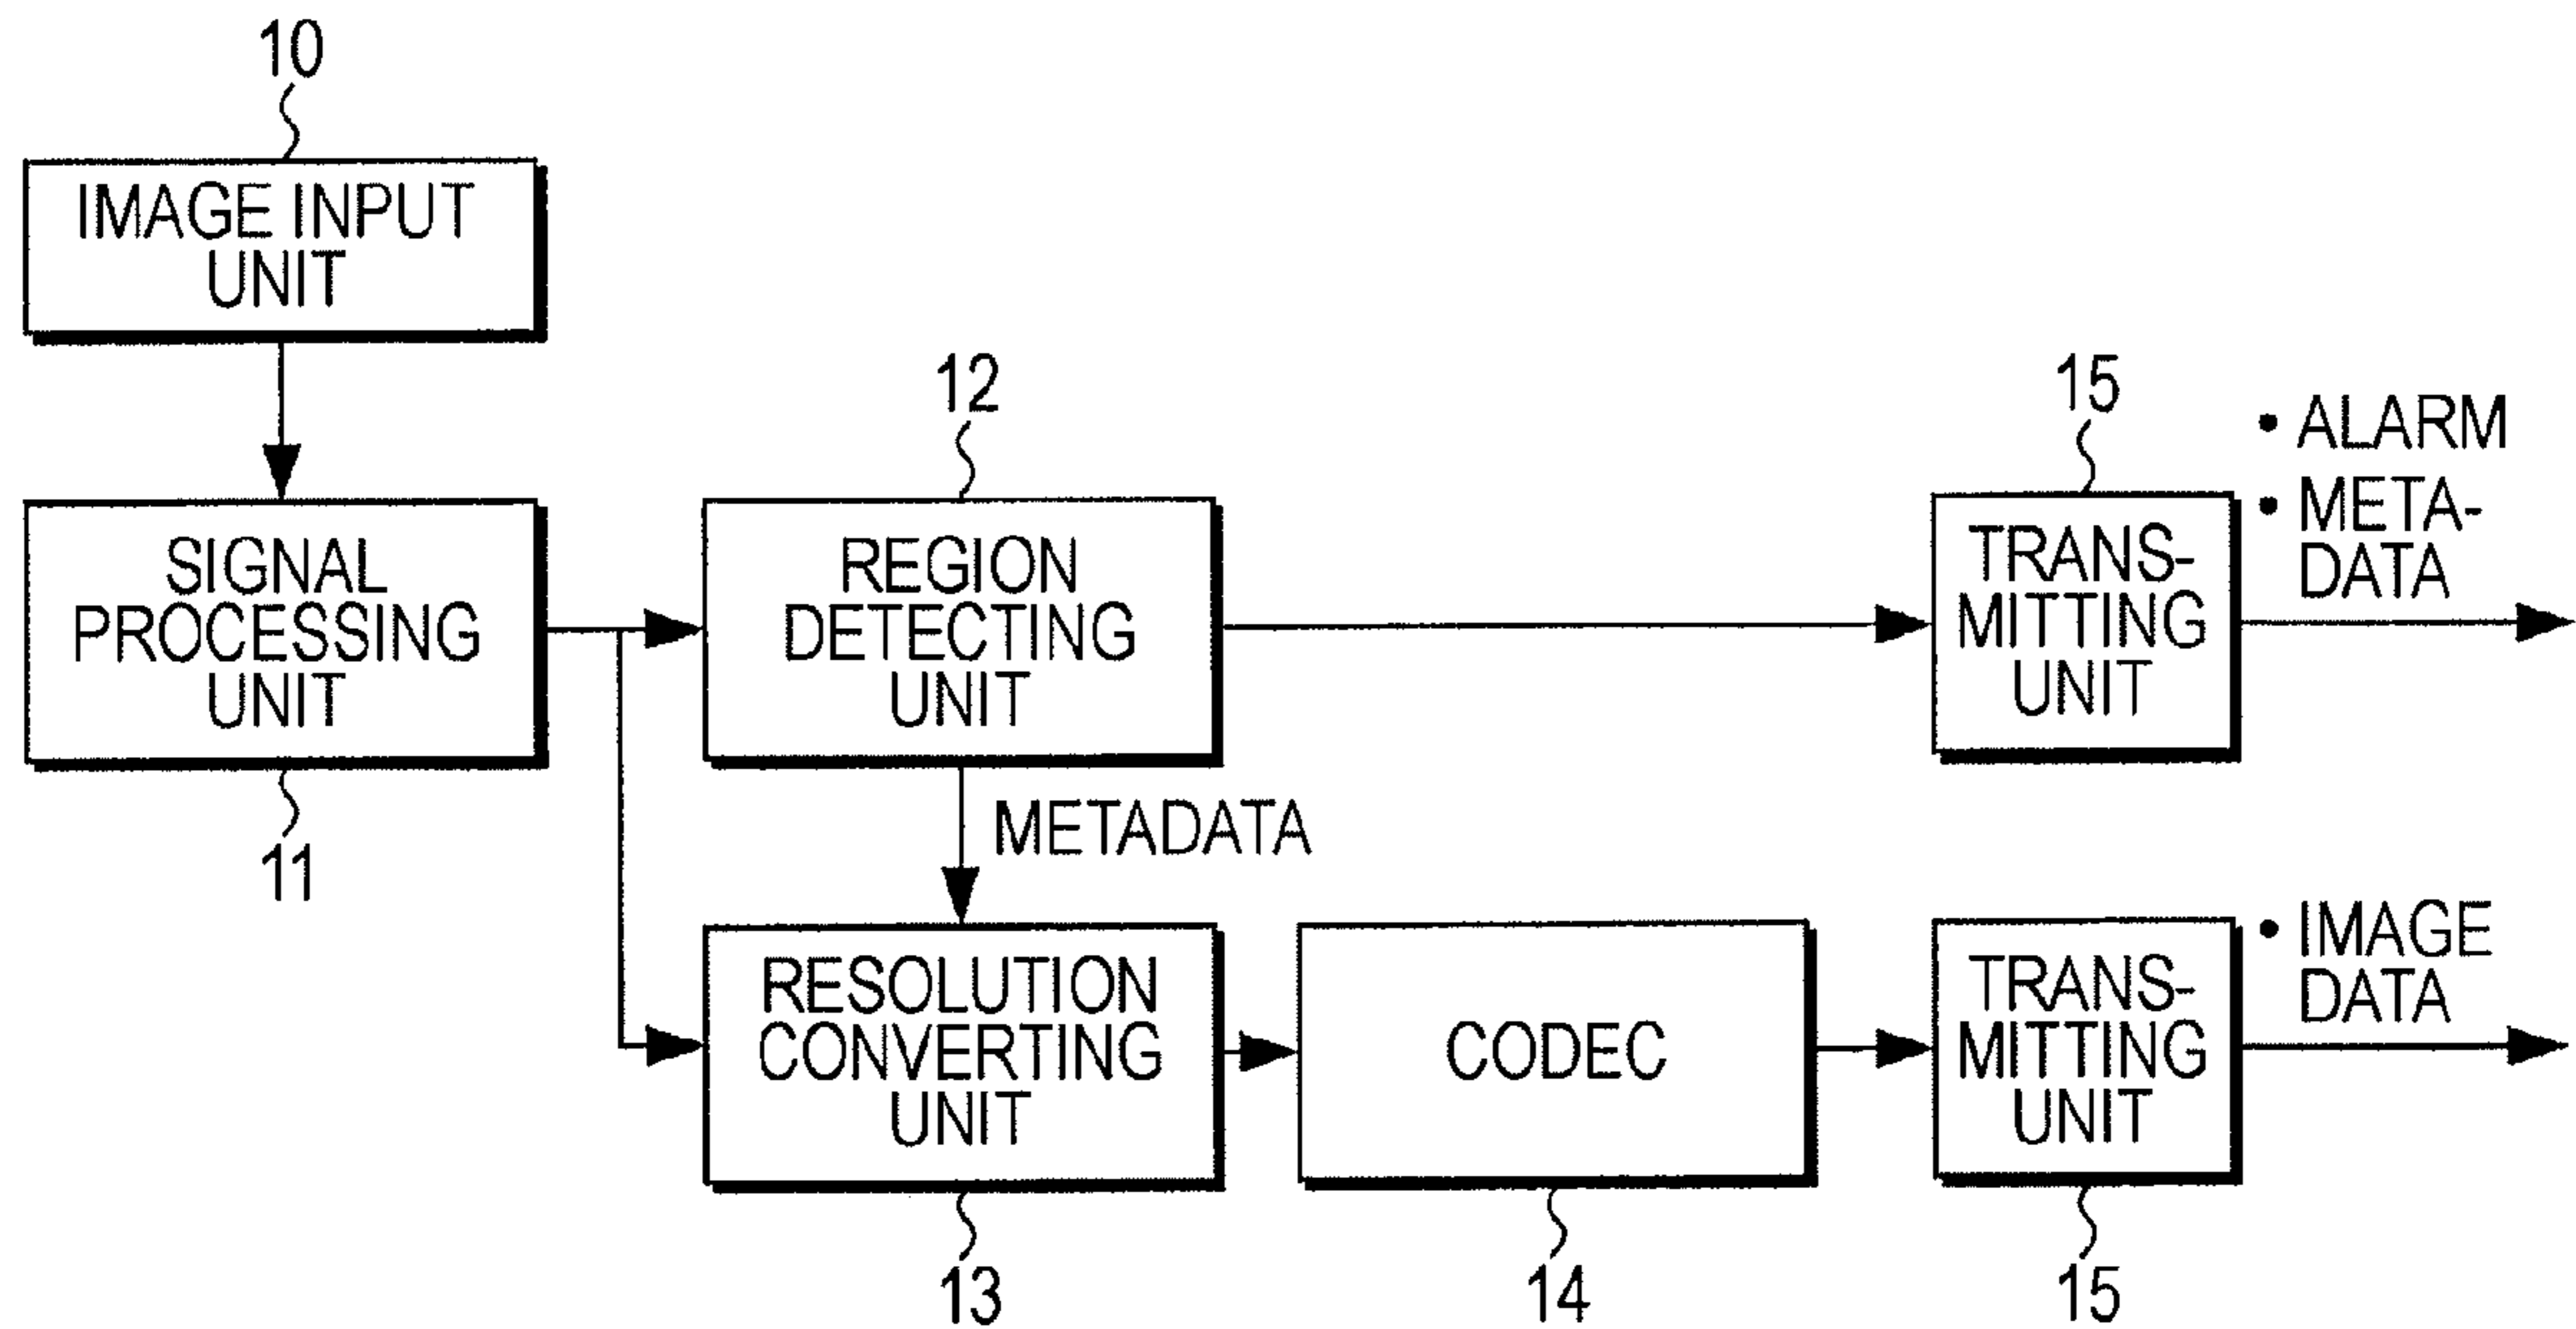 10
IMAGE INPUT
UNIT
12
15
• ALARM
• META-
DATA
SIGNAL
PROCESSING
UNIT
REGION
DETECTING
UNIT
TRANS-
MITTING
UNIT
11
METADATA
RESOLUTION
CONVERTING
UNIT
CODEC
TRANS-
MITTING
UNIT
• IMAGE
DATA
13
14
15